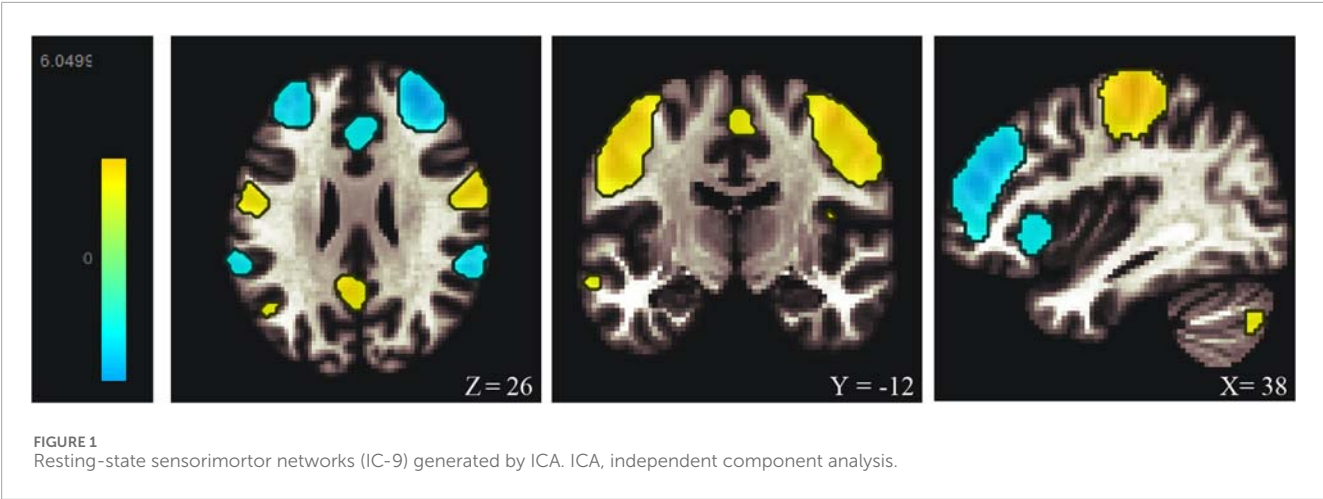 6.0499
0
Z = 26
Y = -12
X= 38
FIGURE 1
Resting-state sensorimortor networks (IC-9) generated by ICA. ICA, independent component analysis.